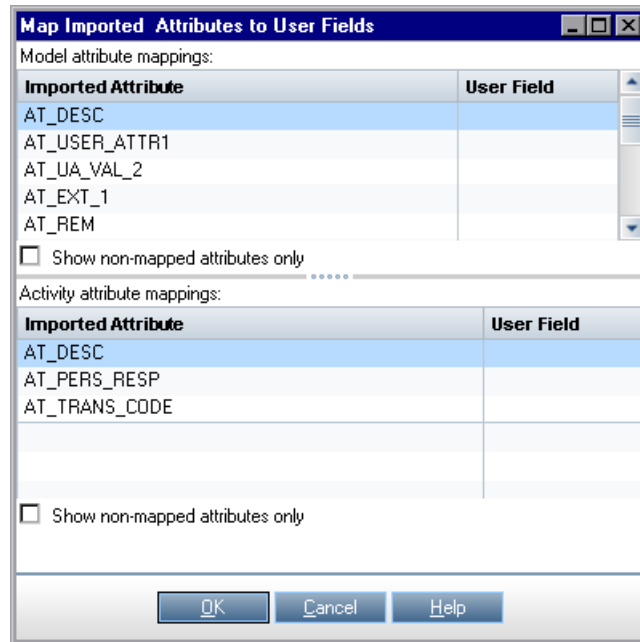 Map Imported  Attributes to User Fields
Model attribute mappings:
Imported Attribute User Field
AT_DESC
AT_USER_ATTR1
AT_UA_VAL_2
AT_EXT_1
AT_REM
Show non-mapped attributes only
Activity attribute mappings:
Imported Attribute User Field
AT_DESC
AT_PERS_RESP
AT_TRANS_CODE
Show non-mapped attributes only
OK Cancel Help